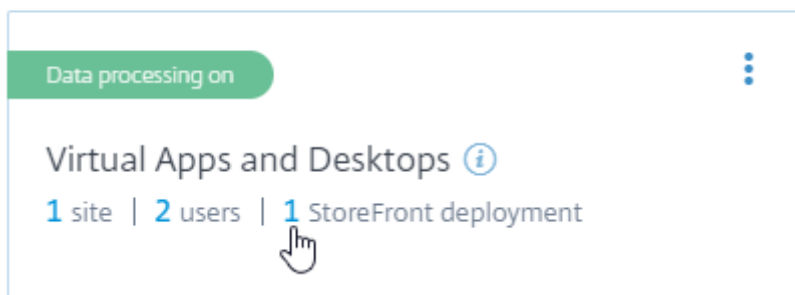 Data processing on
Virtual Apps and Desktops i
1 site | 2 users | 1 StoreFront deployment